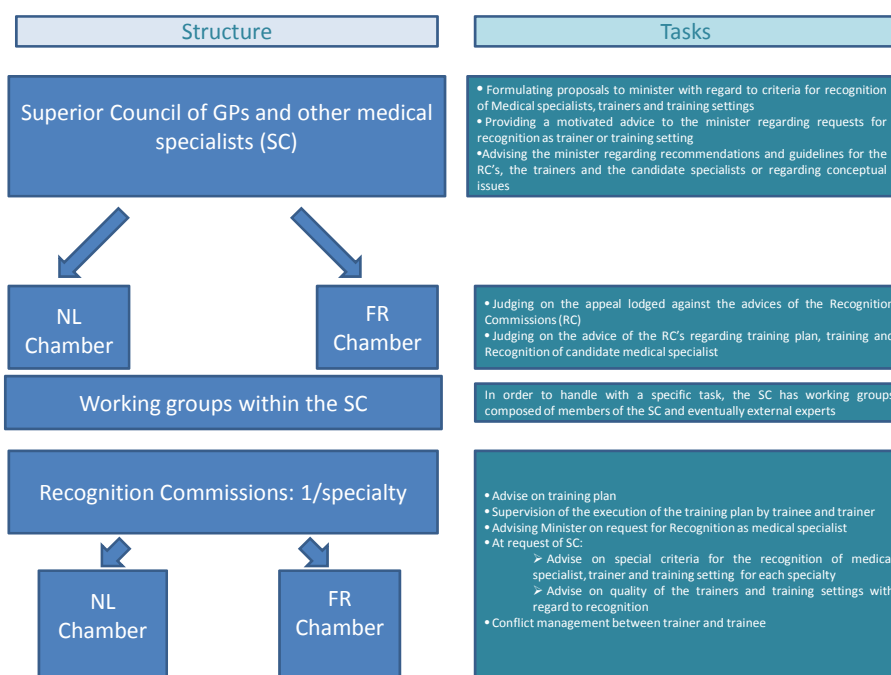 Structure
Tasks
Superior Council of GPs and other medical
specialists (SC)
• Formulating proposals to minister with regard to criteria for recognition
of Medical specialists, trainers and training settings
• Providing a motivated advice to the minister regarding requests for
recognition as trainer or training setting
•Advising the minister regarding recommendations and guidelines for the
RC's, the trainers and the candidate specialists or regarding conceptual
issues
NL
Chamber
FR
Chamber
• Judging on the appeal lodged against the advices of the Recognition
Commissions (RC)
• Judging on the advice of the RC's regarding training plan, training and
Recognition of candidate medical specialist
Working groups within the SC
In order to handle with a specific task, the SC has working groups
composed of members of the SC and eventually external experts
Recognition Commissions: 1/specialty
• Advise on training plan
• Supervision of the execution of the training plan by trainee and trainer
• Advising Minister on request for Recognition as medical specialist
• At request of SC:
➢ Advise on special criteria for the recognition of medical
specialist, trainer and training setting for each specialty
➢ Advise on quality of the trainers and training settings with
regard to recognition
• Conflict management between trainer and trainee
NL
Chamber
FR
Chamber